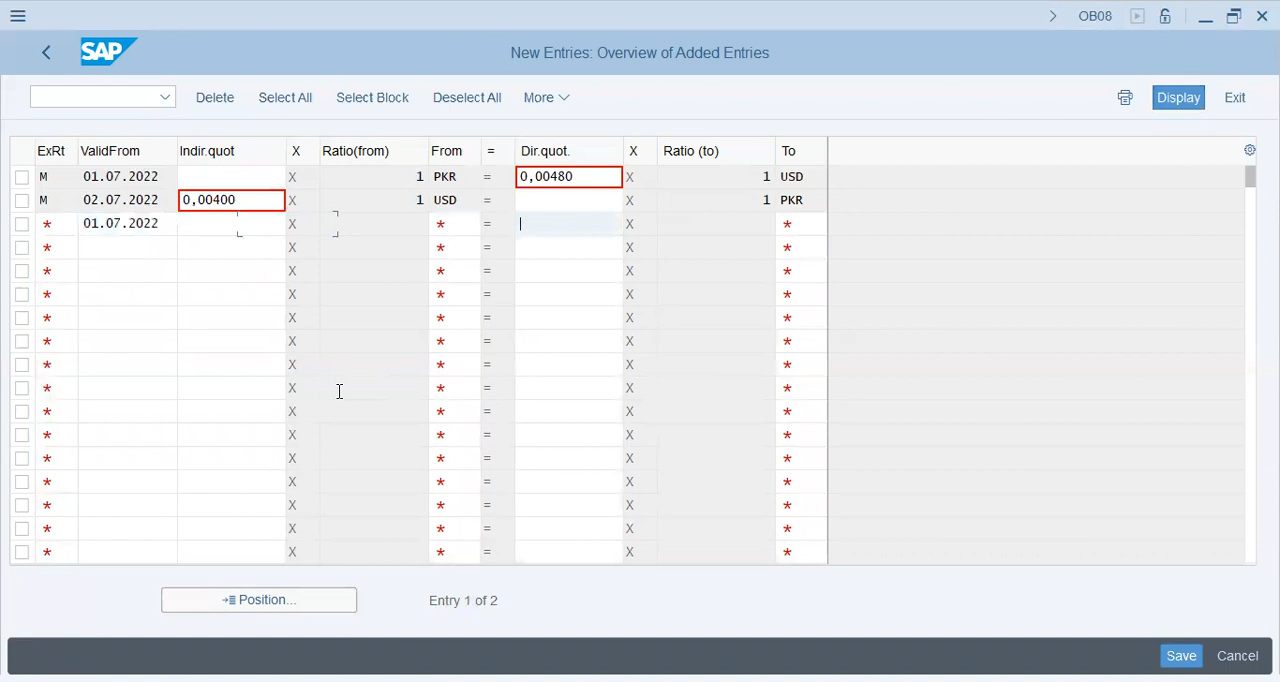 OB08
SAP
New Entries: Overview of Added Entries
Delete Select All Select Block Deselect All More Display Exit
ExRt ValidFrom Indir.quot X Ratio(from) From = Dir.quot. X Ratio (to) To
M 01.07.2022 X 1 PKR = 0,00480 X 1 USD
M 02.07.2022 0,00400 X 1 USD = X 1 PKR
* 01.07.2022 X * = X *
* X * = X *
* X * = X *
* X * = X *
* X * = X *
* X * = X *
* X * = X *
* X * = X *
* X * = X *
* X * = X *
* X * = X *
* X * = X *
* X * = X *
* X * = X *
* X * = X *
Position... Entry 1 of 2
Save Cancel